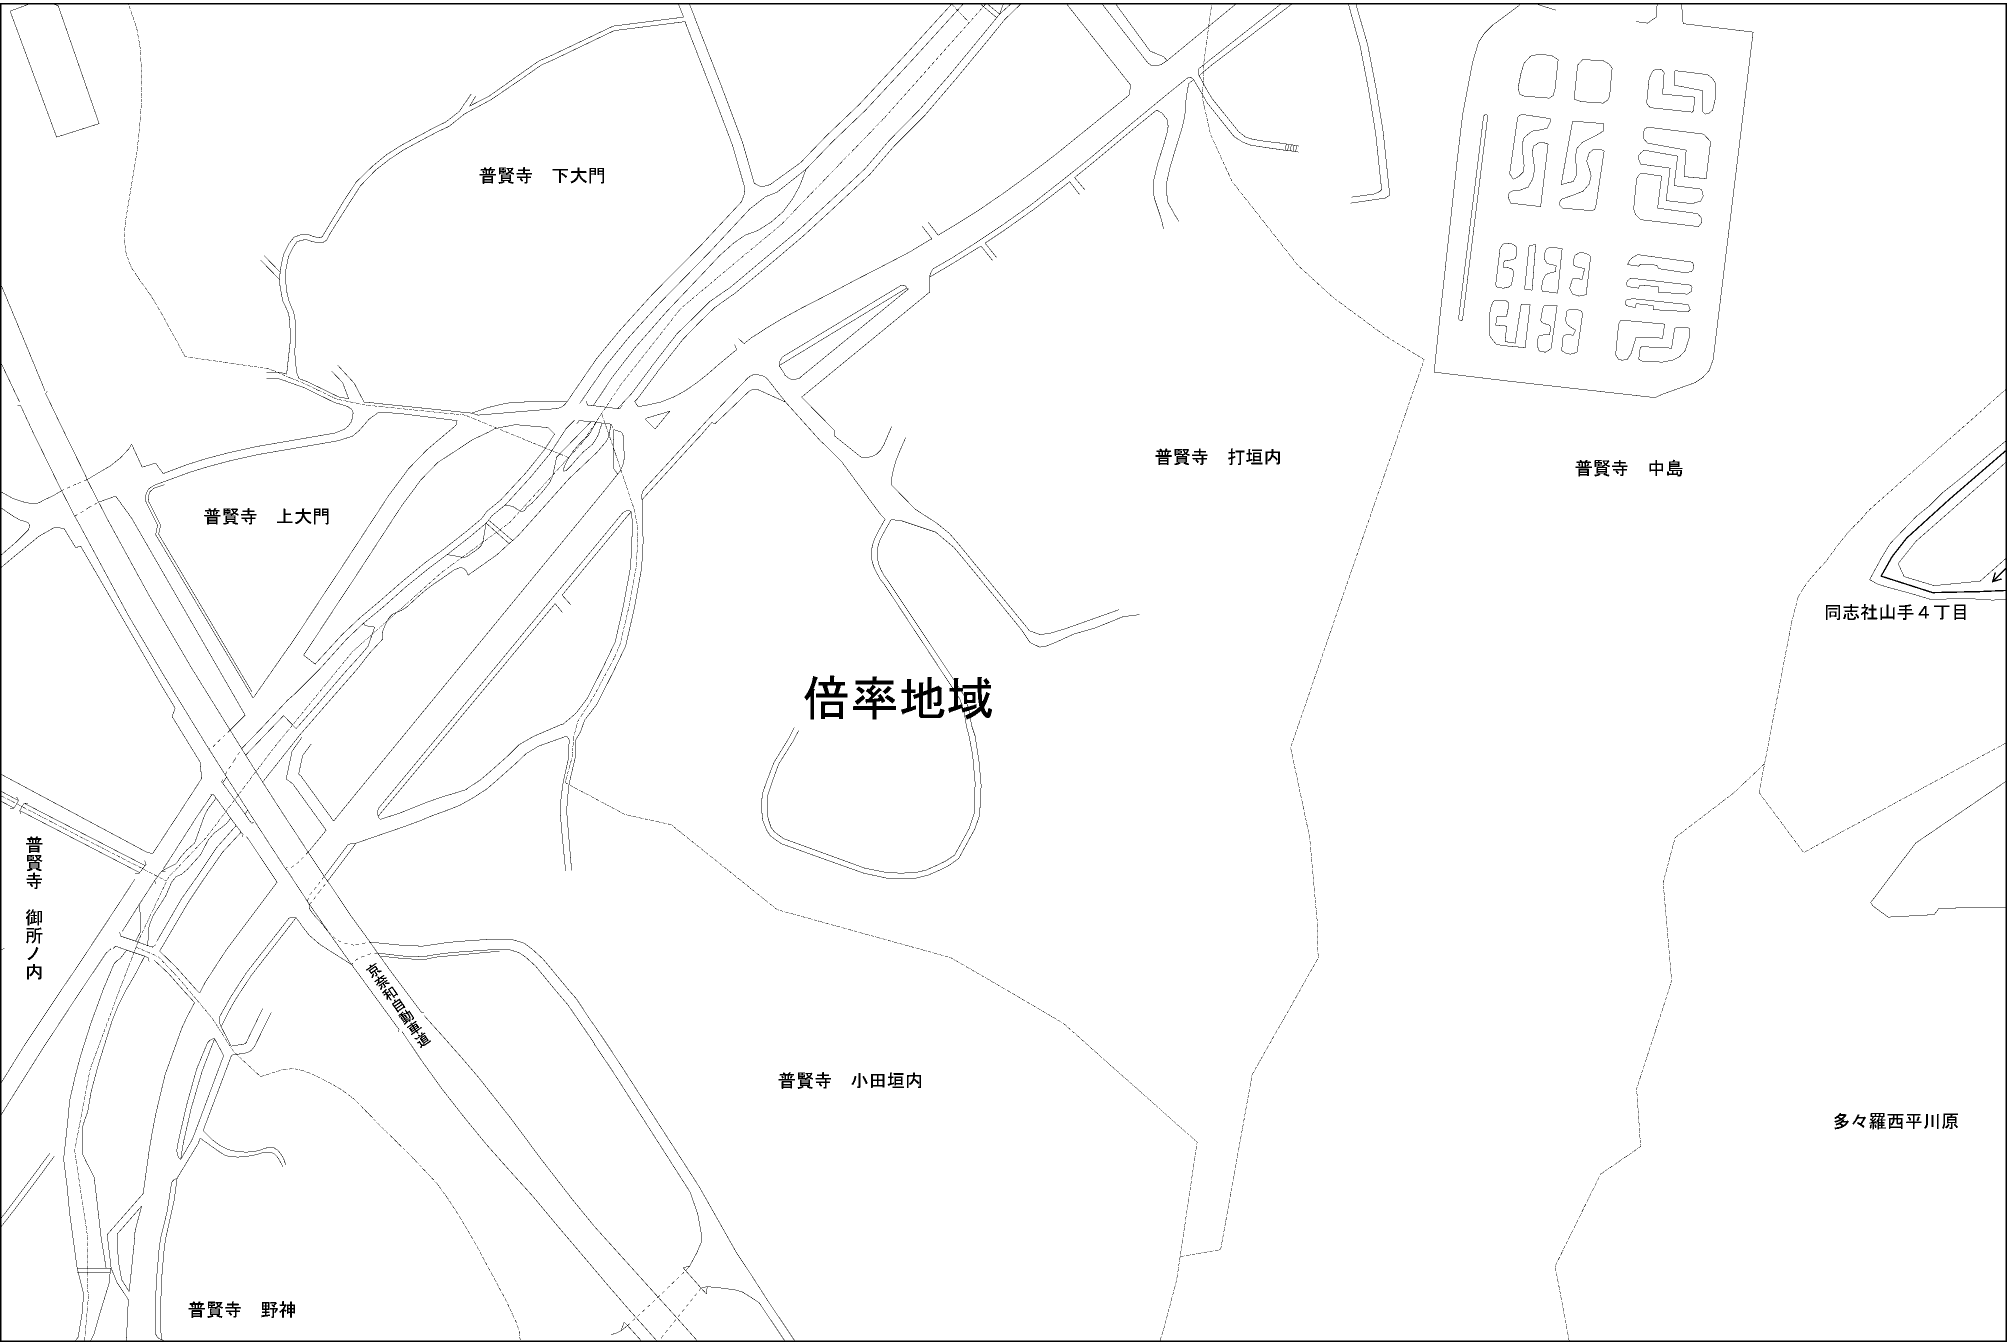 普賢寺　下大門
普賢寺　打垣内
普賢寺　中島
普賢寺　上大門
同志社山手４丁目
倍率地域
普賢寺　御所ノ内
京奈和自動車道
普賢寺　小田垣内
多々羅西平川原
普賢寺　野神